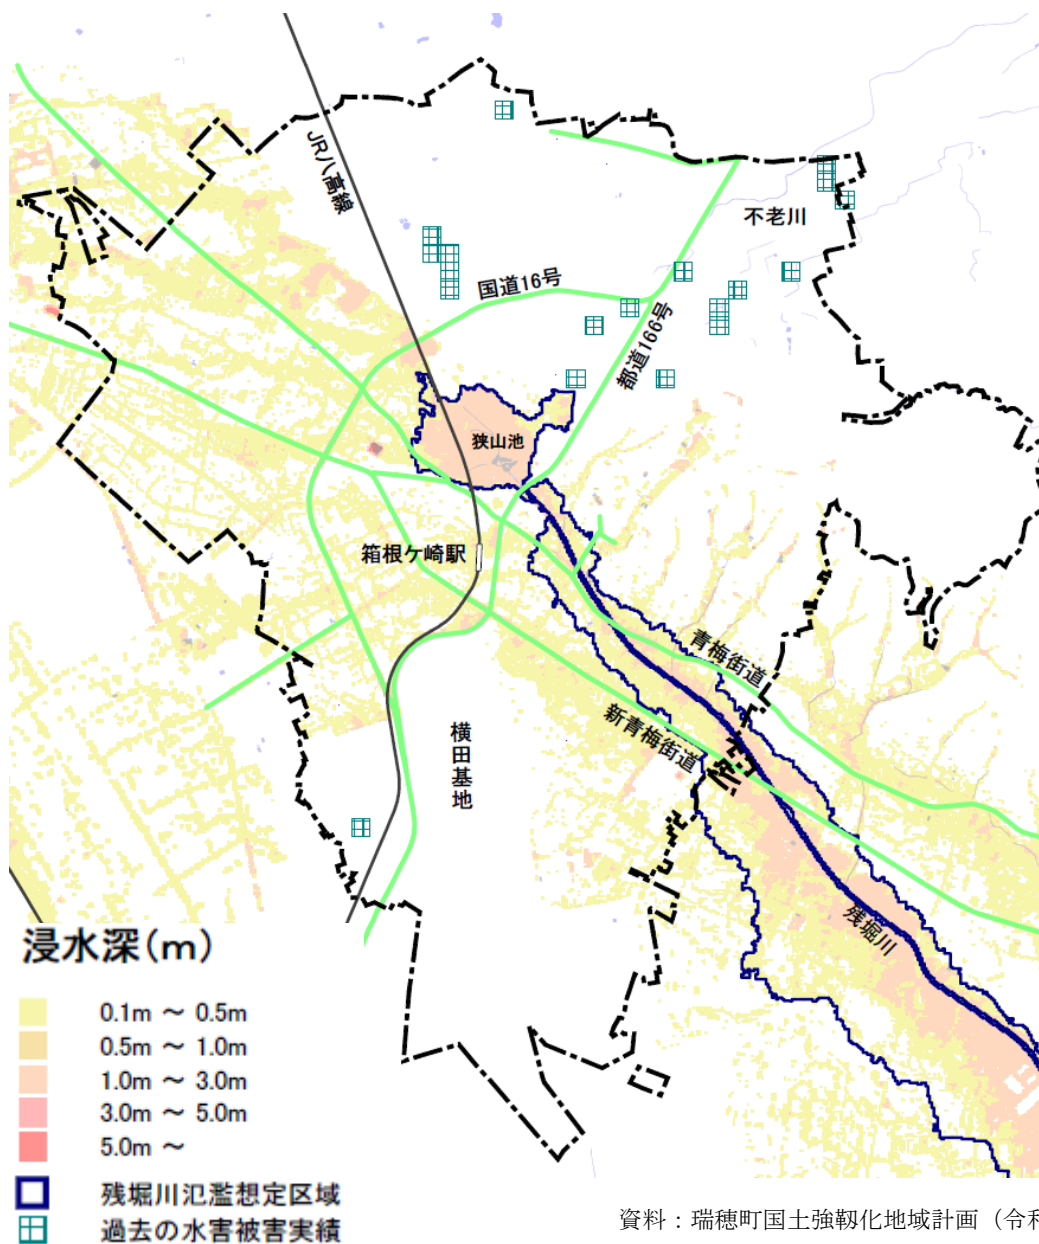 JR八高線
不老川
国道16号
都道166号
狭山池
箱根ケ崎駅
青梅街道
新青梅街道
横田基地
残堀川
浸水深(m)
0.1m ～ 0.5m
0.5m ～ 1.0m
1.0m ～ 3.0m
3.0m ～ 5.0m
5.0m ～
残堀川氾濫想定区域
過去の水害被害実績
資料：瑞穂町国土強靱化地域計画（令和